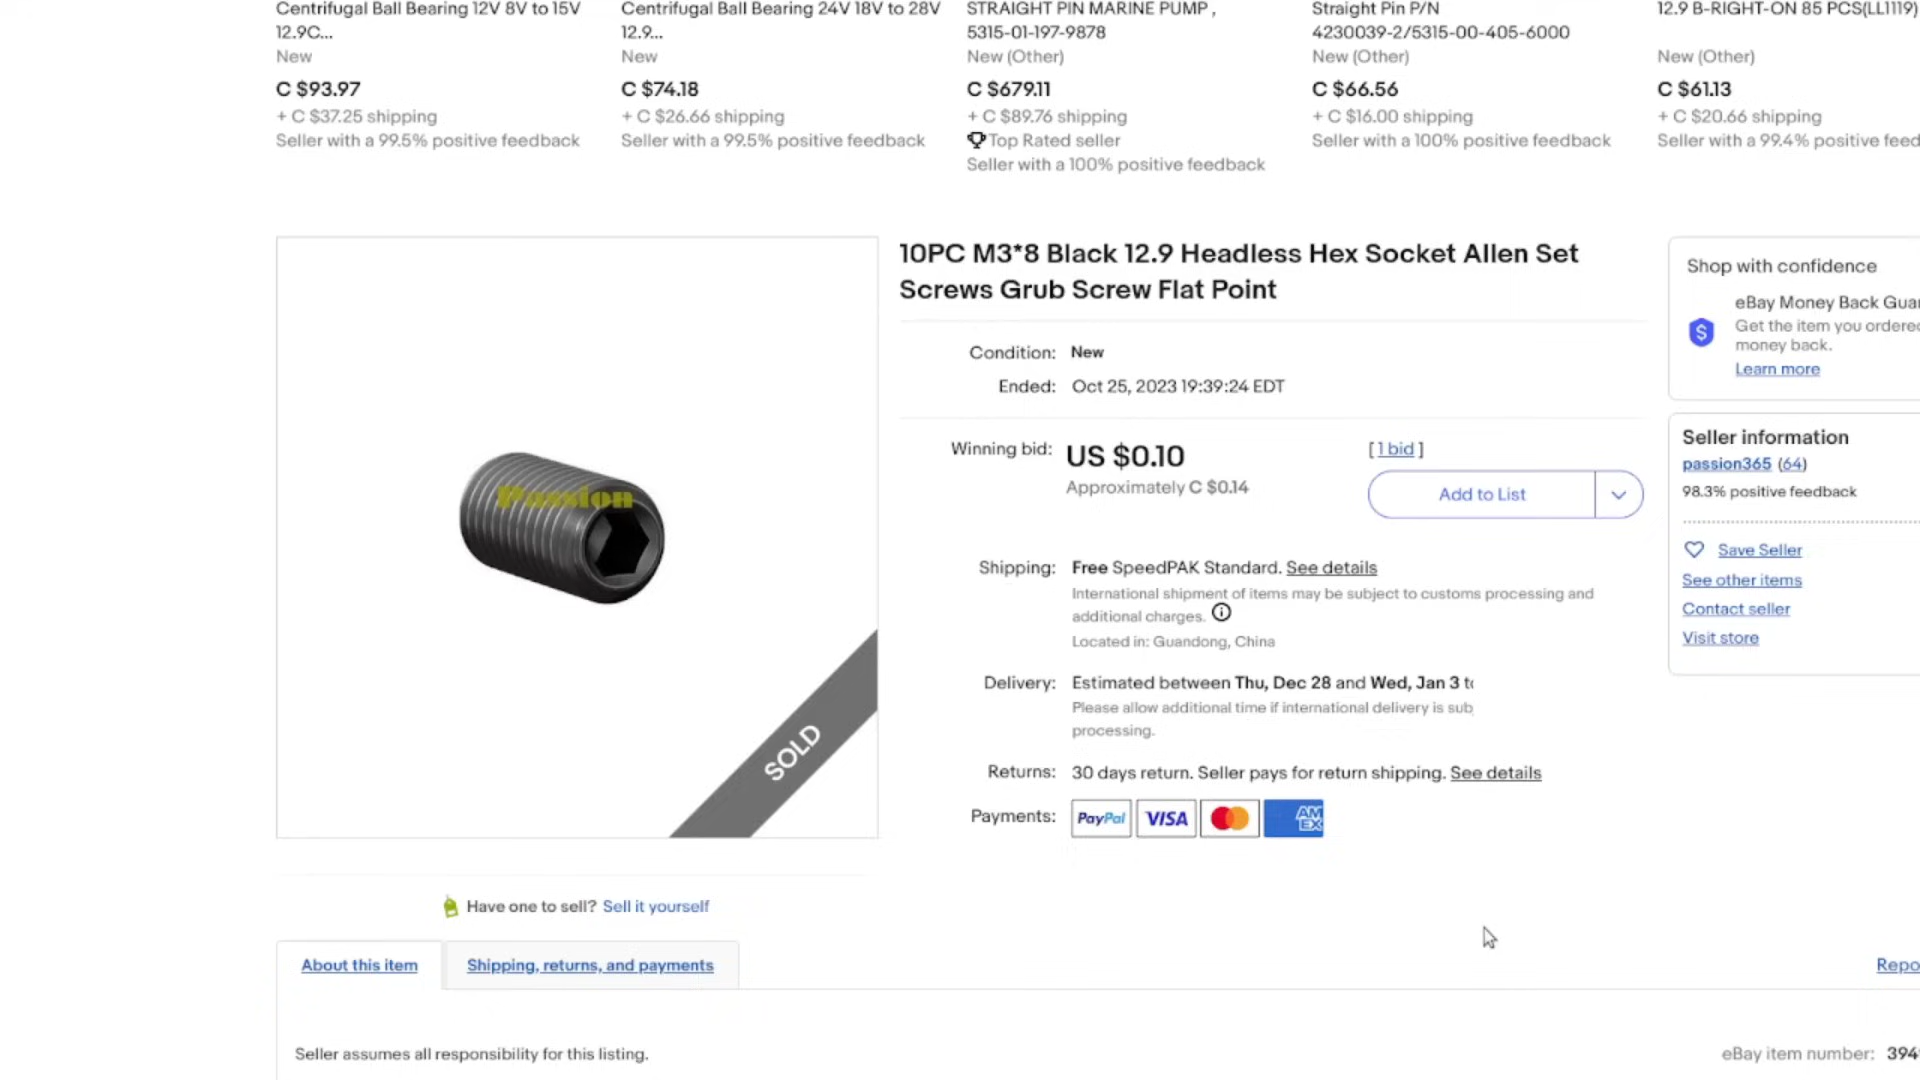 Centrifugal Ball Bearing 12V 8V to 15V
12.9C...
New
C $93.97
+ C $37.25 shipping
Seller with a 99.5% positive feedback
Centrifugal Ball Bearing 24V 18V to 28V
12.9...
New
C $74.18
+ C $26.66 shipping
Seller with a 99.5% positive feedback
STRAIGHT PIN MARINE PUMP ,
5315-01-197-9878
New (Other)
C $679.11
+ C $89.76 shipping
Top Rated seller
Seller with a 100% positive feedback
Straight Pin P/N
4230039-2/5315-00-405-6000
New (Other)
C $66.56
+ C $16.00 shipping
Seller with a 100% positive feedback
12.9 B-RIGHT-ON 85 PCS(LL1119)
New (Other)
C $61.13
+ C $20.66 shipping
Seller with a 99.4% positive feed
Passion
SOLD
10PC M3*8 Black 12.9 Headless Hex Socket Allen Set
Screws Grub Screw Flat Point
Condition: New
Ended: Oct 25, 2023 19:39:24 EDT
Winning bid: US $0.10 [ 1 bid ]
Approximately C $0.14
Add to List
Shipping: Free SpeedPAK Standard. See details
International shipment of items may be subject to customs processing and
additional charges.
Located in: Guandong, China
Delivery: Estimated between Thu, Dec 28 and Wed, Jan 3 to
Please allow additional time if international delivery is sub
processing.
Returns: 30 days return. Seller pays for return shipping. See details
Payments: PayPal VISA AM EX
Shop with confidence
eBay Money Back Gua
Get the item you ordered
money back.
Learn more
Seller information
passion365 (64)
98.3% positive feedback
Save Seller
See other items
Contact seller
Visit store
Have one to sell? Sell it yourself
About this item
Shipping, returns, and payments
Repo
Seller assumes all responsibility for this listing.
eBay item number: 394